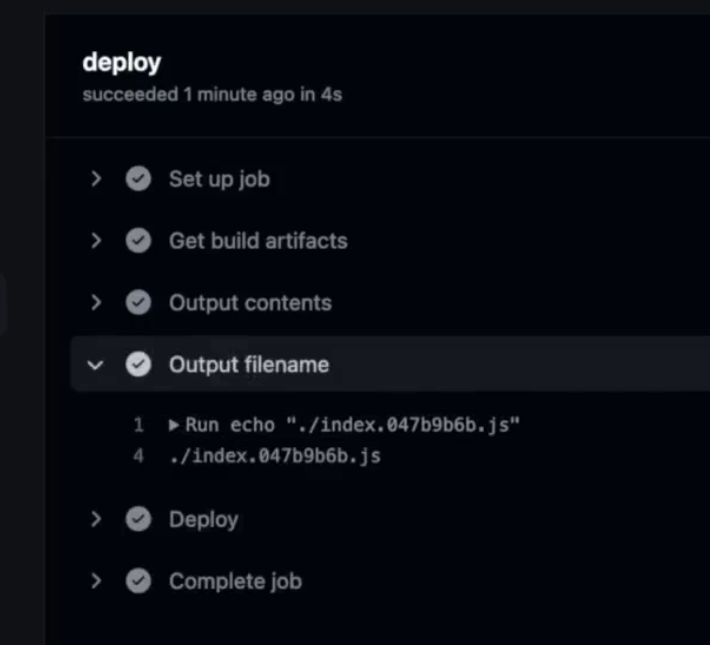 deploy
succeeded 1 minute ago in 4s
Set up job
Get build artifacts
Output contents
Output filename
1 ▶ Run echo "./index.047b9b6b.js"
4 ./index.047b9b6b.js
Deploy
Complete job